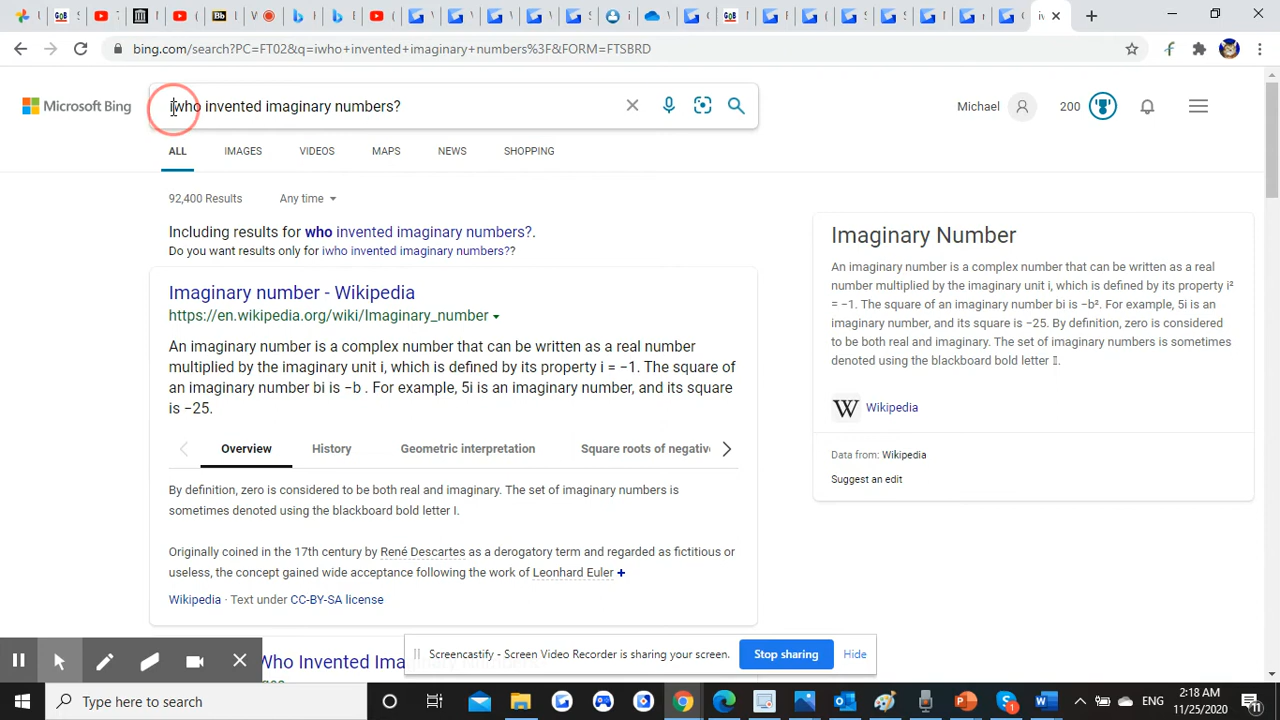 bing.com/search?PC=FT02&q=iwho+invented+imaginary+numbers%3F&FORM=FTSBRD
Microsoft Bing
iwho invented imaginary numbers?
Michael
200
ALL
IMAGES
VIDEOS
MAPS
NEWS
SHOPPING
92,400 Results
Any time
Including results for who invented imaginary numbers?.
Do you want results only for iwho invented imaginary numbers??
Imaginary number - Wikipedia
https://en.wikipedia.org/wiki/Imaginary_number
An imaginary number is a complex number that can be written as a real number
multiplied by the imaginary unit i, which is defined by its property i = −1. The square of
an imaginary number bi is −b . For example, 5i is an imaginary number, and its square
is −25.
Overview
History
Geometric interpretation
Square roots of negativ
By definition, zero is considered to be both real and imaginary. The set of imaginary numbers is
sometimes denoted using the blackboard bold letter I.
Originally coined in the 17th century by René Descartes as a derogatory term and regarded as fictitious or
useless, the concept gained wide acceptance following the work of Leonhard Euler +
Wikipedia · Text under CC-BY-SA license
Imaginary Number
An imaginary number is a complex number that can be written as a real
number multiplied by the imaginary unit i, which is defined by its property i²
= −1. The square of an imaginary number bi is −b². For example, 5i is an
imaginary number, and its square is −25. By definition, zero is considered
to be both real and imaginary. The set of imaginary numbers is sometimes
denoted using the blackboard bold letter 𝕀.
W Wikipedia
Data from: Wikipedia
Suggest an edit
Who Invented Ima
Screencastify - Screen Video Recorder is sharing your screen.
Stop sharing
Hide
Type here to search
ENG
2:18 AM
11/25/2020